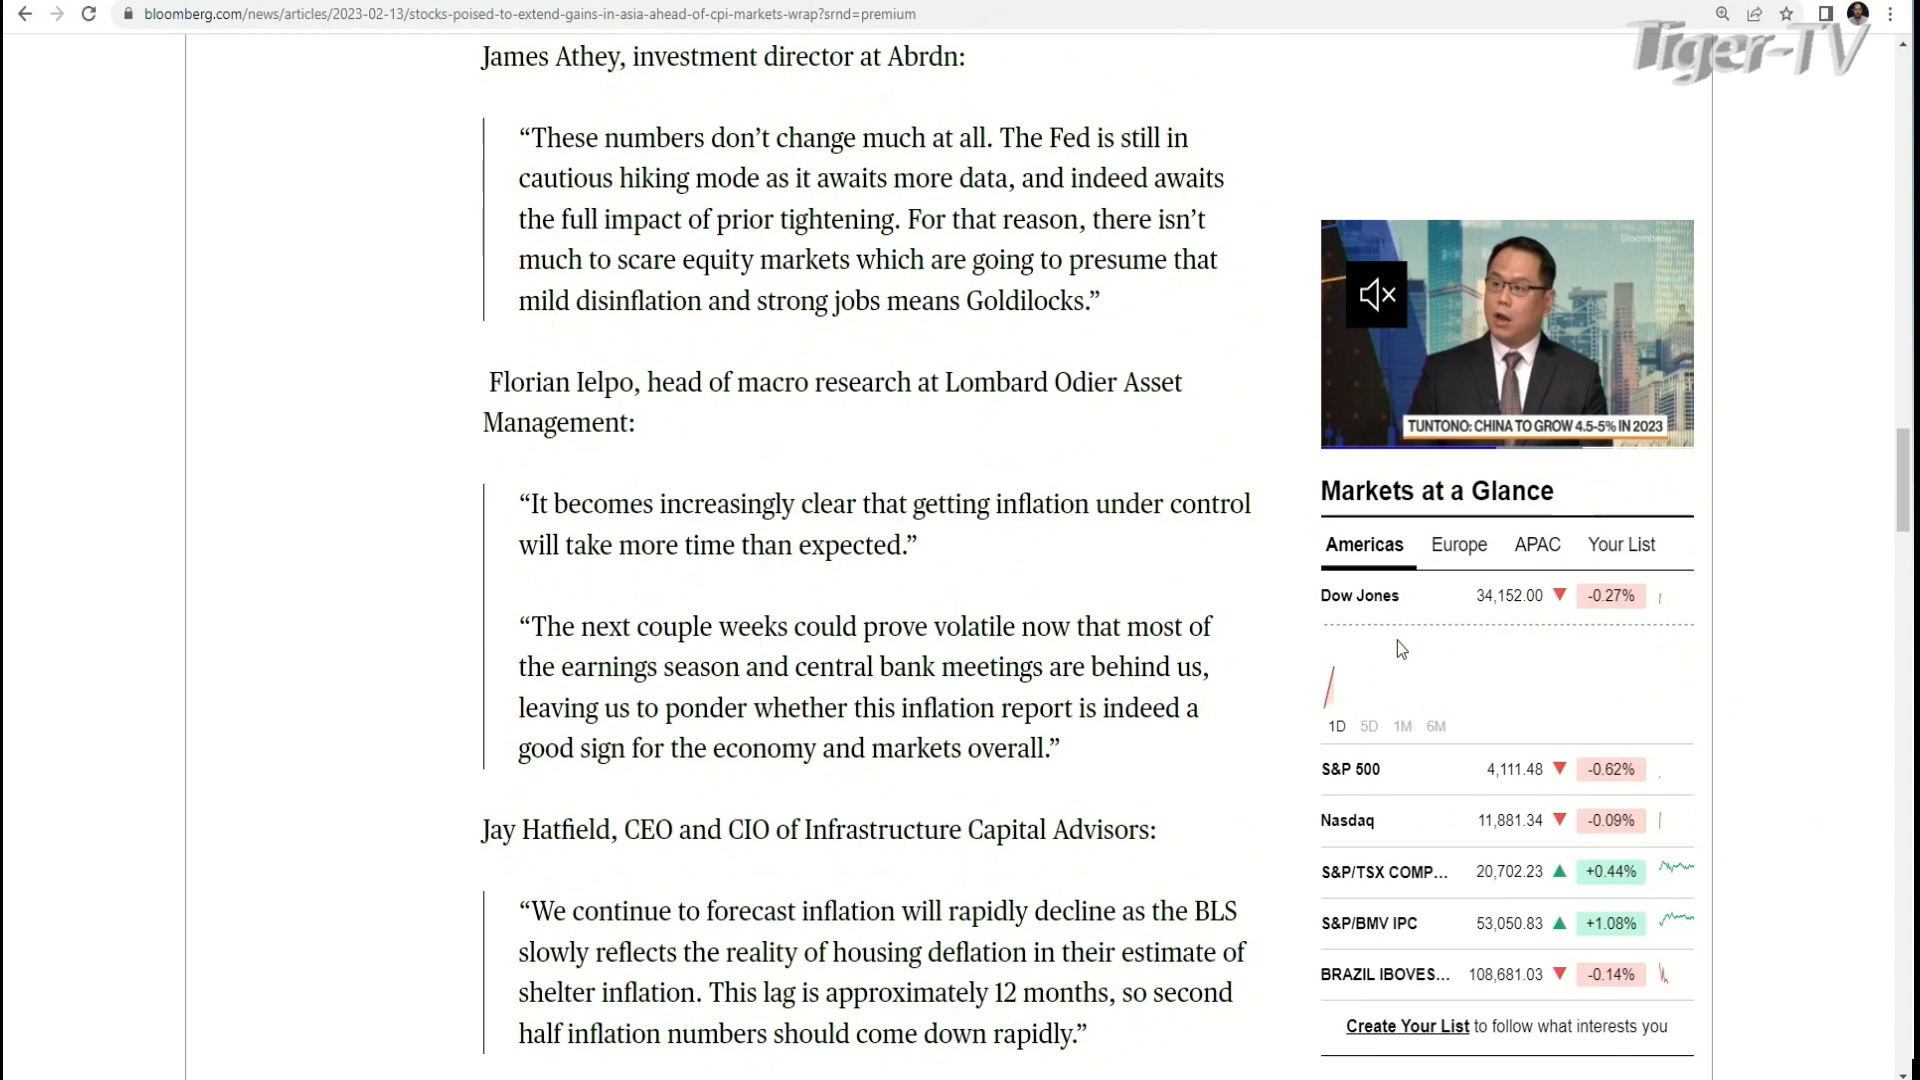 bloomberg.com/news/articles/2023-02-13/stocks-poised-to-extend-gains-in-asia-ahead-of-cpi-markets-wrap?srnd=premium
Tiger-TV
James Athey, investment director at Abrdn:
“These numbers don’t change much at all. The Fed is still in
cautious hiking mode as it awaits more data, and indeed awaits
the full impact of prior tightening. For that reason, there isn’t
much to scare equity markets which are going to presume that
mild disinflation and strong jobs means Goldilocks.”
Florian Ielpo, head of macro research at Lombard Odier Asset
Management:
“It becomes increasingly clear that getting inflation under control
will take more time than expected.”
“The next couple weeks could prove volatile now that most of
the earnings season and central bank meetings are behind us,
leaving us to ponder whether this inflation report is indeed a
good sign for the economy and markets overall.”
Jay Hatfield, CEO and CIO of Infrastructure Capital Advisors:
“We continue to forecast inflation will rapidly decline as the BLS
slowly reflects the reality of housing deflation in their estimate of
shelter inflation. This lag is approximately 12 months, so second
half inflation numbers should come down rapidly.”
Bloomberg
TUNTONO: CHINA TO GROW 4.5-5% IN 2023
Markets at a Glance
Americas Europe APAC Your List
Dow Jones 34,152.00 ▼ -0.27%
1D 5D 1M 6M
S&P 500 4,111.48 ▼ -0.62%
Nasdaq 11,881.34 ▼ -0.09%
S&P/TSX COMP... 20,702.23 ▲ +0.44%
S&P/BMV IPC 53,050.83 ▲ +1.08%
BRAZIL IBOVES... 108,681.03 ▼ -0.14%
Create Your List to follow what interests you